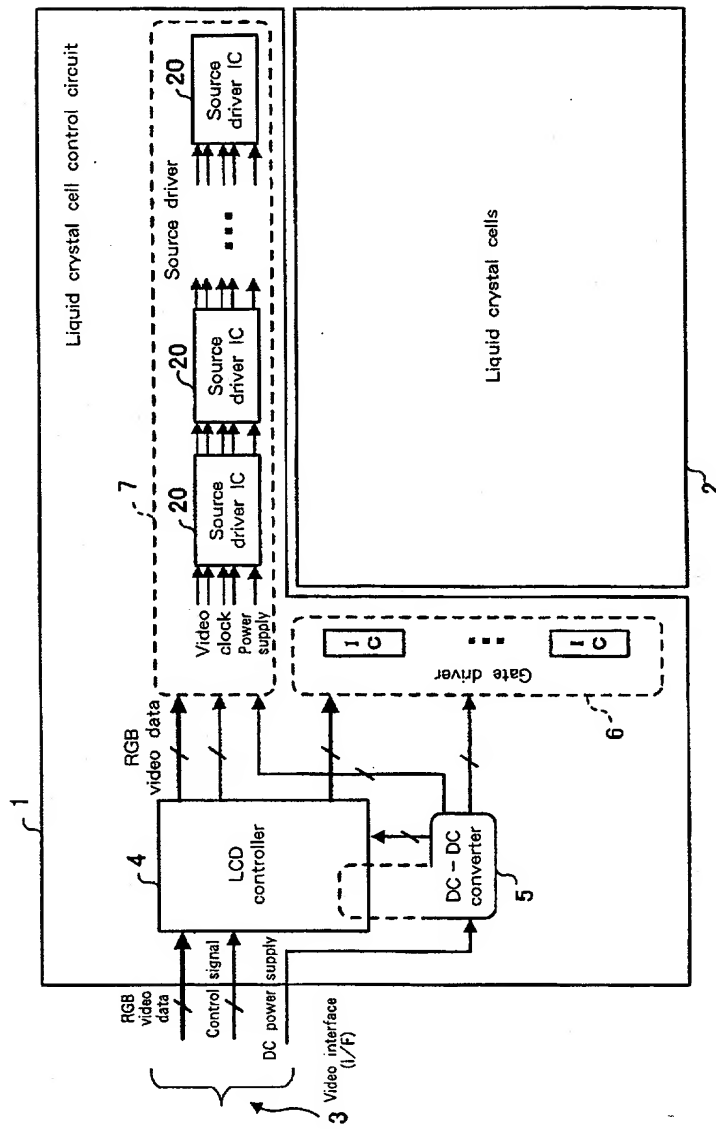 1
Liquid crystal cell control circuit
3
Video interface
(I/F)
RGB
video
data
Control signal
DC power supply
4
LCD
controller
DC - DC
converter
5
RGB
video data
7
Source driver
Video
clock
Power
supply
20
Source
driver IC
20
Source
driver IC
20
Source
driver IC
6
Gate driver
I C
I C
2
Liquid crystal cells